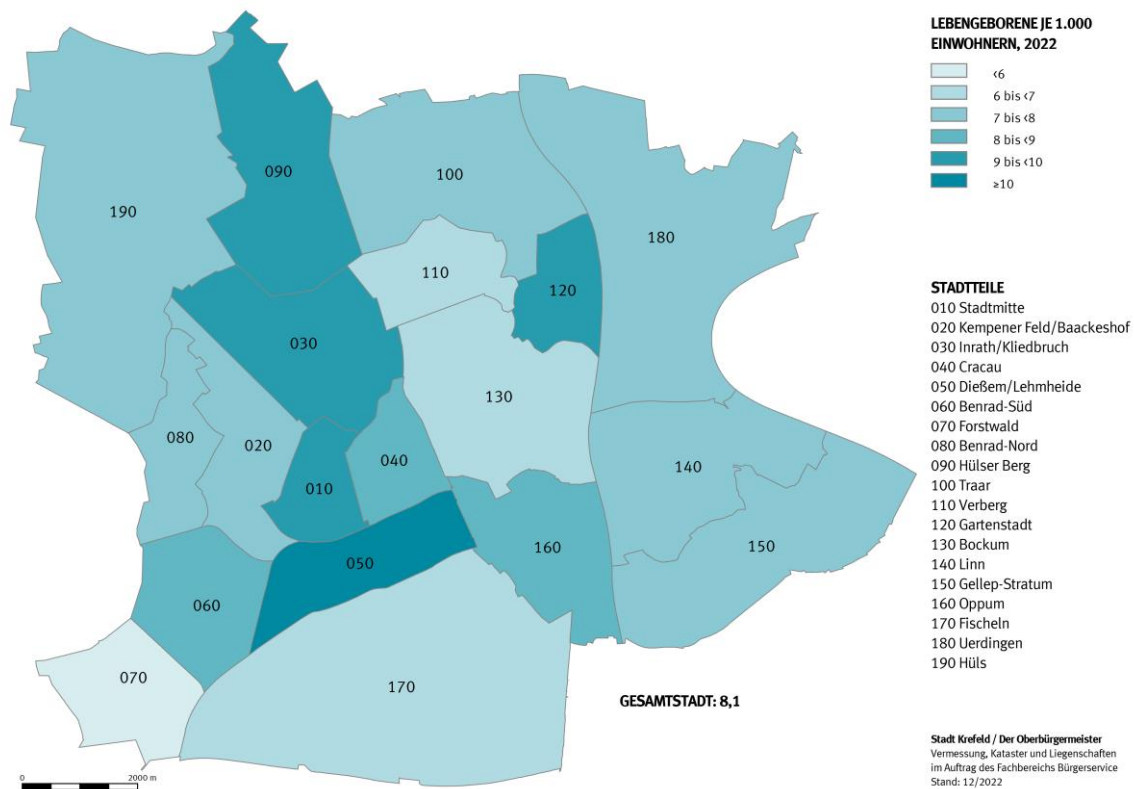 LEBENGEBORENE JE 1.000
EINWOHNERN, 2022
<6
6 bis <7
7 bis <8
8 bis <9
9 bis <10
≥10
090
100
190
180
110
120
030
130
080
020
040
140
010
050
160
150
060
070
170
STADTTEILE
010 Stadtmitte
020 Kempener Feld/Baackeshof
030 Inrath/Kliedbruch
040 Cracau
050 Dießem/Lehmheide
060 Benrad-Süd
070 Forstwald
080 Benrad-Nord
090 Hülser Berg
100 Traar
110 Verberg
120 Gartenstadt
130 Bockum
140 Linn
150 Gellep-Stratum
160 Oppum
170 Fischeln
180 Uerdingen
190 Hüls
GESAMTSTADT: 8,1
Stadt Krefeld / Der Oberbürgermeister
Vermessung, Kataster und Liegenschaften
im Auftrag des Fachbereichs Bürgerservice
Stand: 12/2022
0 2000 m